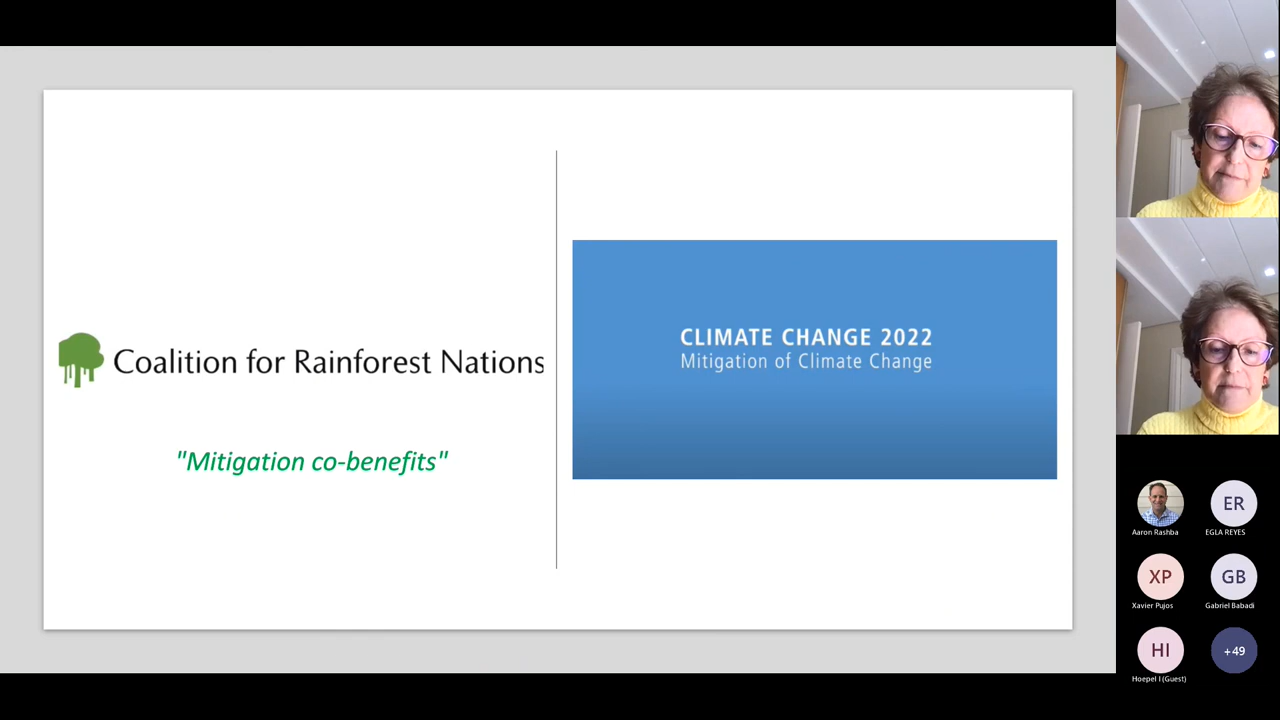 Coalition for Rainforest Nations
"Mitigation co-benefits"
CLIMATE CHANGE 2022
Mitigation of Climate Change
Aaron Rashba
ER
EGLA REYES
XP
Xavier Pujos
GB
Gabriel Babadi
HI
Hoepel I (Guest)
+49